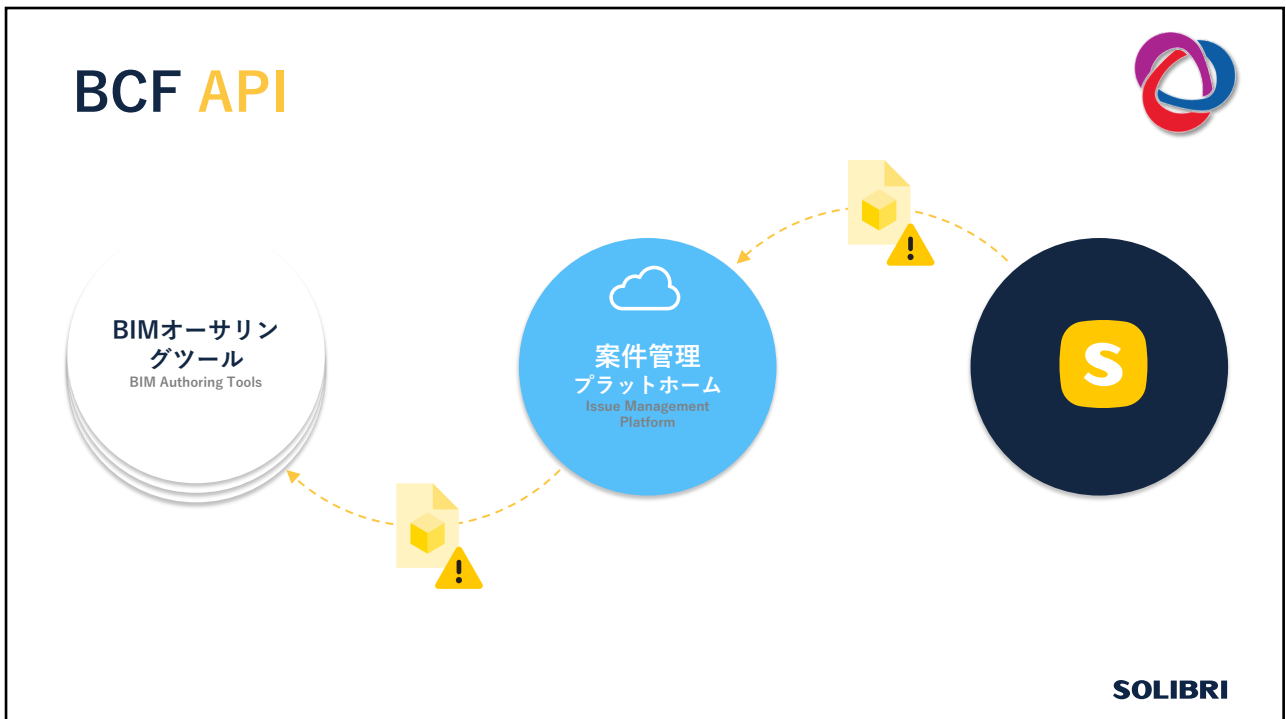 BCF API
BIMオーサリン
グツール
BIM Authoring Tools
案件管理
プラットホーム
Issue Management
Platform
S
SOLIBRI